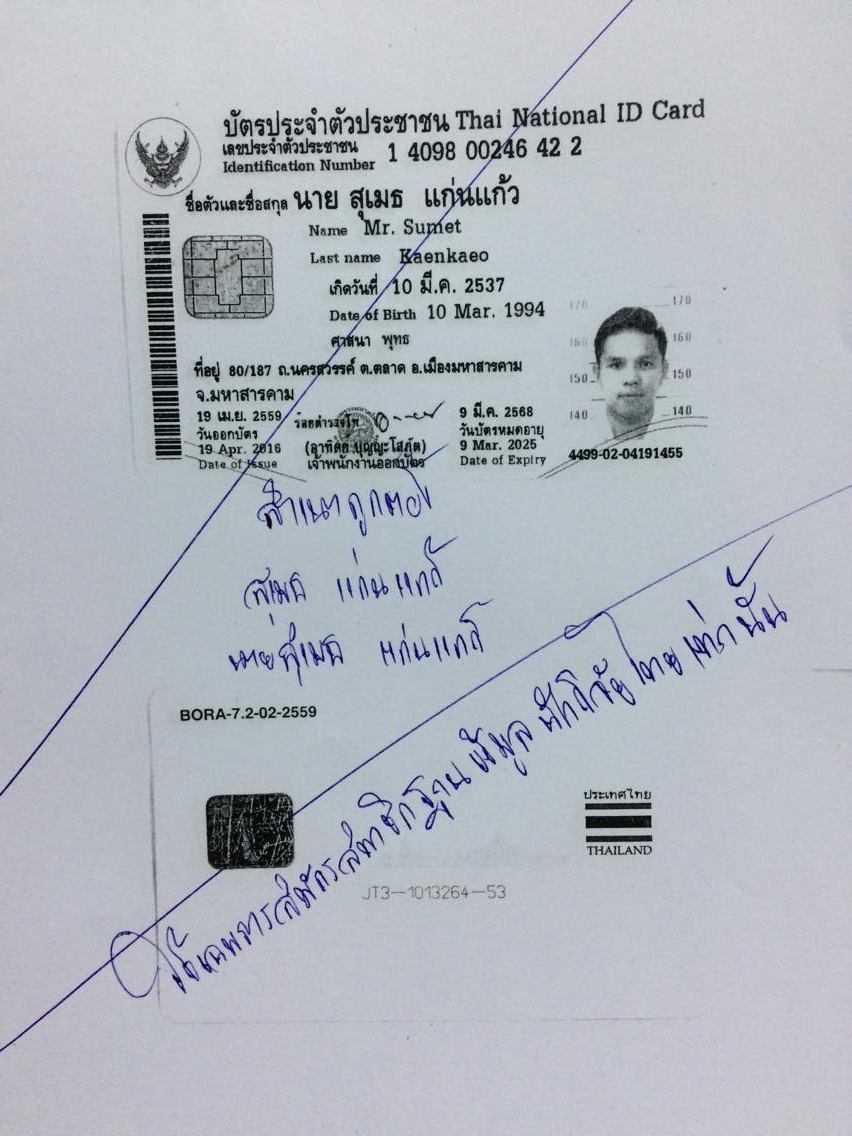 บัตรประจำตัวประชาชน Thai National ID Card
เลขประจำตัวประชาชน
Identification Number 1 4098 00246 42 2
ชื่อตัวและชื่อสกุล นาย สุเมธ แก่นแก้ว
Name Mr. Sumet
Last name Kaenkaeo
เกิดวันที่ 10 มี.ค. 2537
Date of Birth 10 Mar. 1994
ศาสนา พุทธ
ที่อยู่ 80/187 ถ.นครสวรรค์ ต.ตลาด อ.เมืองมหาสารคาม
จ.มหาสารคาม
170 170
160 160
150 150
140 140
19 เม.ย. 2559
วันออกบัตร
19 Apr. 2016
Date of Issue
ร้อยตำรวจโท
เจ้าพนักงานออกบัตร
9 มี.ค. 2568
วันบัตรหมดอายุ
9 Mar. 2025
Date of Expiry
4499-02-04191455
สำเนาถูกต้อง
สุเมธ แก่นแก้ว
นายสุเมธ แก่นแก้ว
BORA-7.2-02-2559
ประเทศไทย
THAILAND
JT3-1013264-53
ใช้เฉพาะการสมัครสมาชิกฐานข้อมูลนักวิจัยไทยเท่านั้น